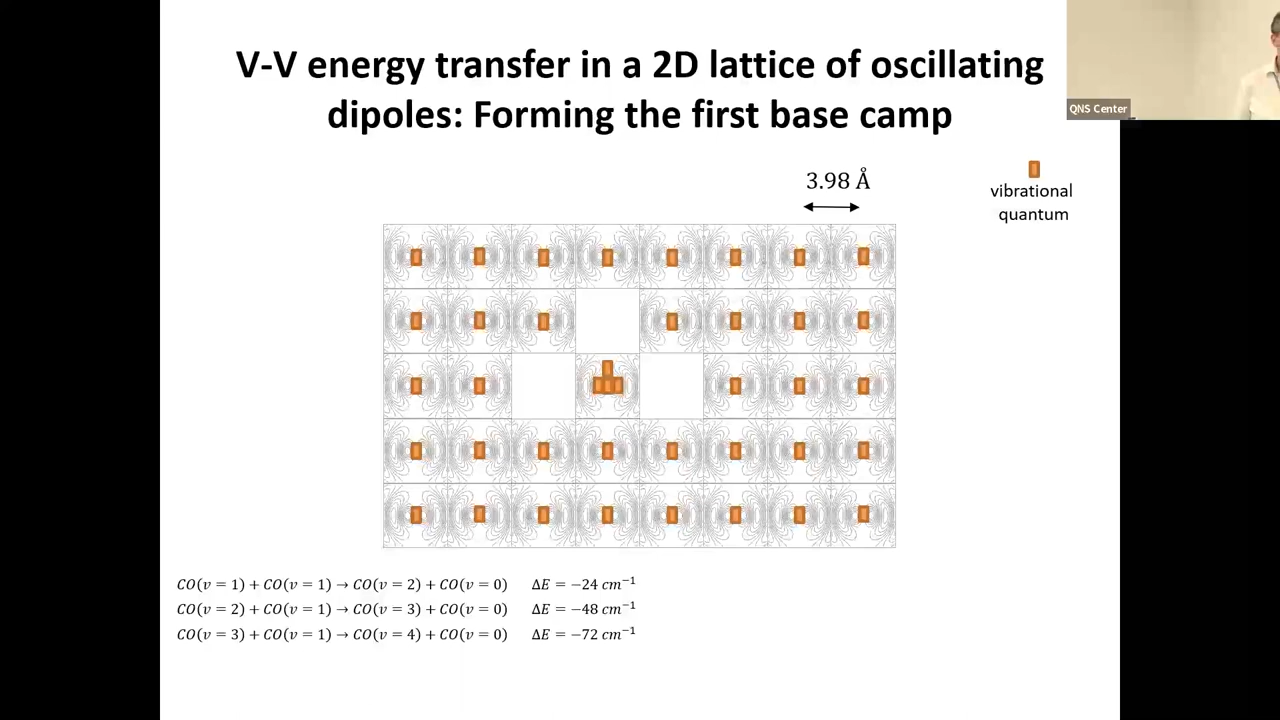 V-V energy transfer in a 2D lattice of oscillating
dipoles: Forming the first base camp
QNS Center
3.98 Å
vibrational
quantum
CO(v = 1) + CO(v = 1) → CO(v = 2) + CO(v = 0) ΔE = −24 cm⁻¹
CO(v = 2) + CO(v = 1) → CO(v = 3) + CO(v = 0) ΔE = −48 cm⁻¹
CO(v = 3) + CO(v = 1) → CO(v = 4) + CO(v = 0) ΔE = −72 cm⁻¹